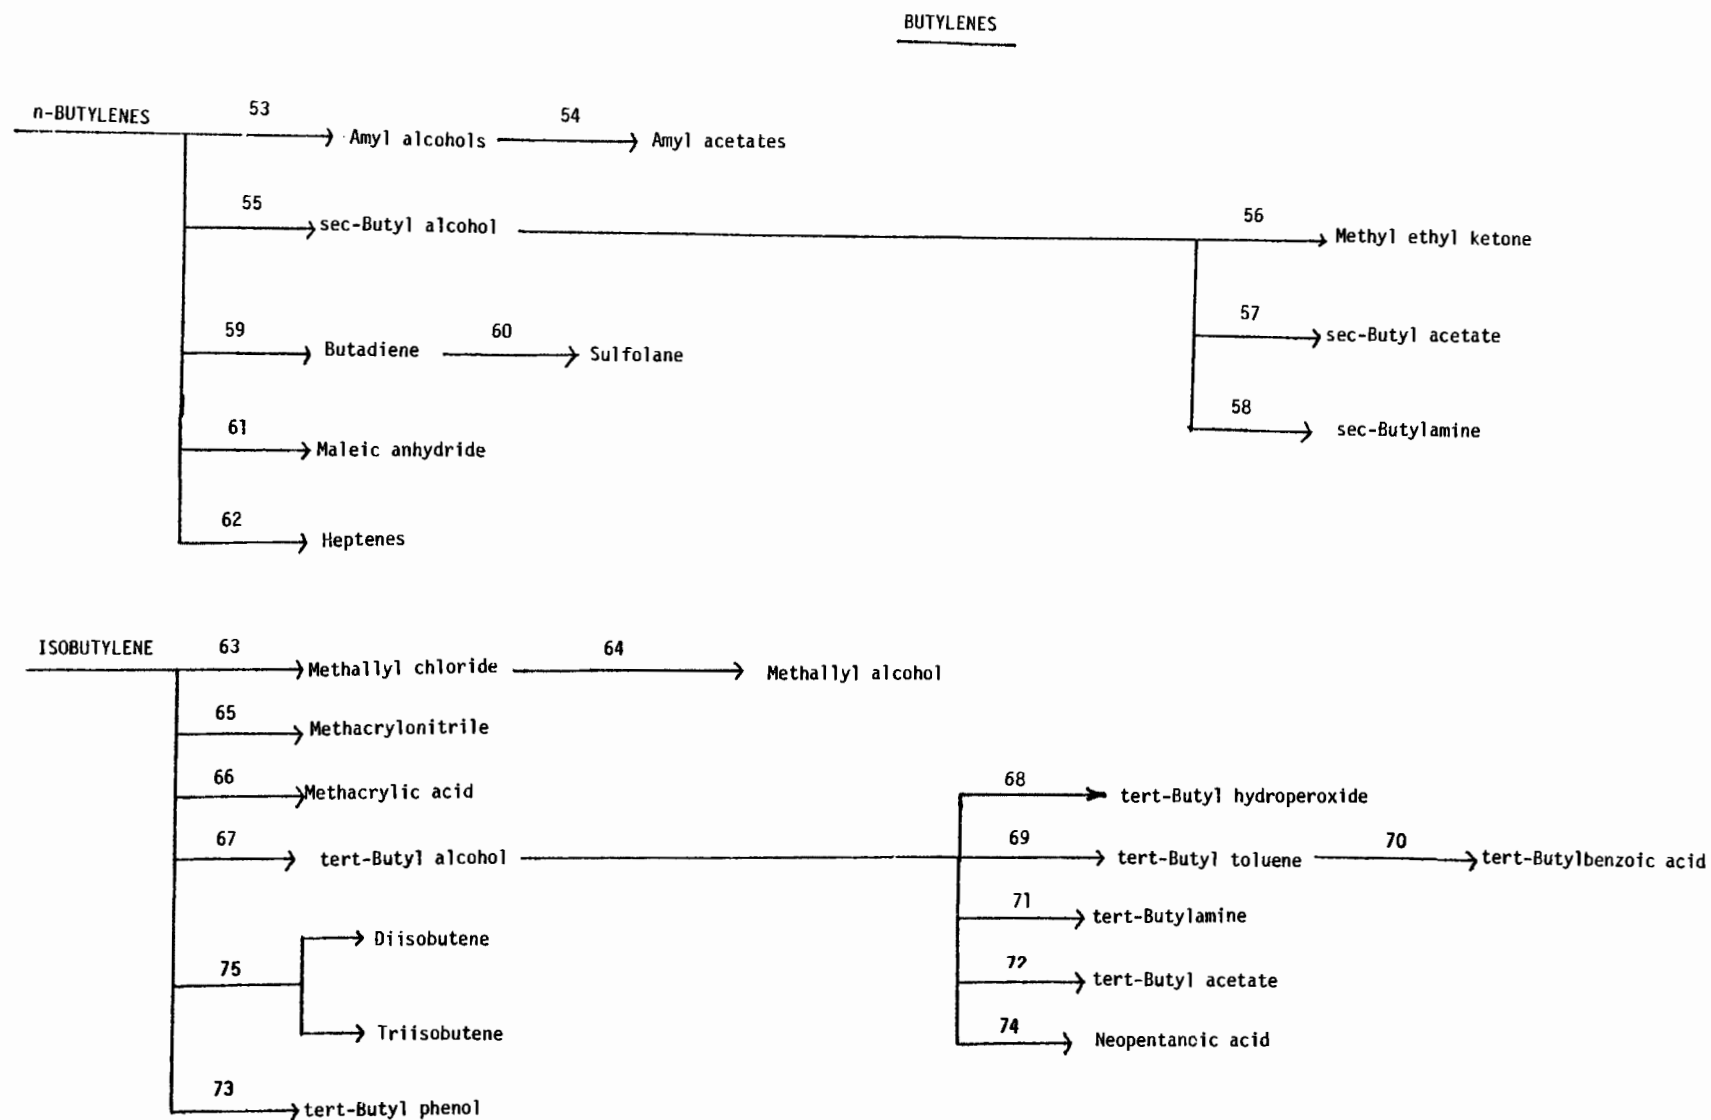 BUTYLENES
n-BUTYLENES
53
Amyl alcohols
54
Amyl acetates
55
sec-Butyl alcohol
56
Methyl ethyl ketone
57
sec-Butyl acetate
58
sec-Butylamine
59
Butadiene
60
Sulfolane
61
Maleic anhydride
62
Heptenes
ISOBUTYLENE
63
Methallyl chloride
64
Methallyl alcohol
65
Methacrylonitrile
66
Methacrylic acid
67
tert-Butyl alcohol
68
tert-Butyl hydroperoxide
69
tert-Butyl toluene
70
tert-Butylbenzoic acid
71
tert-Butylamine
72
tert-Butyl acetate
74
Neopentanoic acid
75
Diisobutene
Triisobutene
73
tert-Butyl phenol